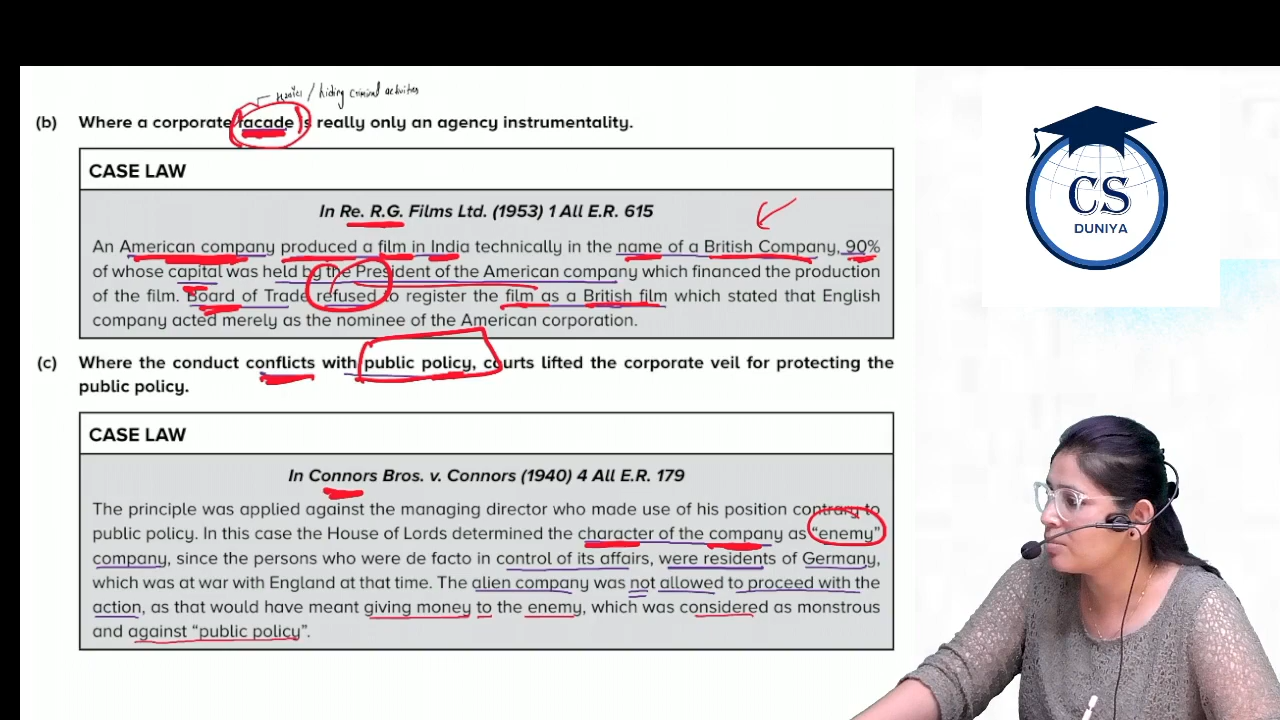 hiding criminal activities
(b) Where a corporate facade is really only an agency instrumentality.
CASE LAW
In Re. R.G. Films Ltd. (1953) 1 All E.R. 615
An American company produced a film in India technically in the name of a British Company, 90%
of whose capital was held by the President of the American company which financed the production
of the film. Board of Trade refused to register the film as a British film which stated that English
company acted merely as the nominee of the American corporation.
(c) Where the conduct conflicts with public policy, courts lifted the corporate veil for protecting the
public policy.
CASE LAW
In Connors Bros. v. Connors (1940) 4 All E.R. 179
The principle was applied against the managing director who made use of his position contrary to
public policy. In this case the House of Lords determined the character of the company as “enemy”
company, since the persons who were de facto in control of its affairs, were residents of Germany,
which was at war with England at that time. The alien company was not allowed to proceed with the
action, as that would have meant giving money to the enemy, which was considered as monstrous
and against “public policy”.
CS
DUNIYA